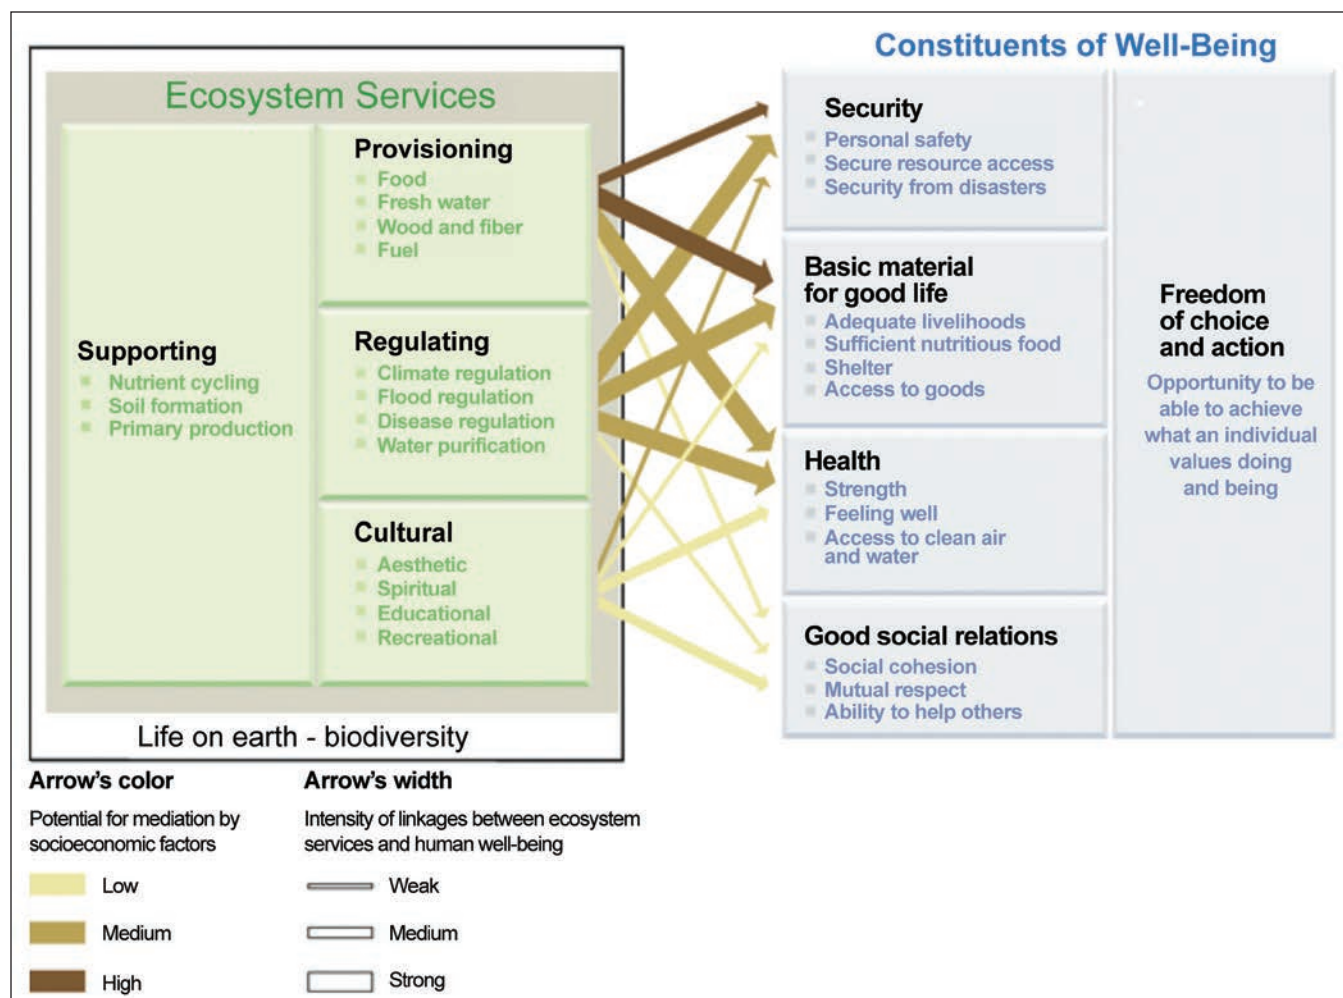 Constituents of Well-Being
Ecosystem Services
Supporting
Nutrient cycling
Soil formation
Primary production
Provisioning
Food
Fresh water
Wood and fiber
Fuel
Regulating
Climate regulation
Flood regulation
Disease regulation
Water purification
Cultural
Aesthetic
Spiritual
Educational
Recreational
Life on earth - biodiversity
Security
Personal safety
Secure resource access
Security from disasters
Basic material
for good life
Adequate livelihoods
Sufficient nutritious food
Shelter
Access to goods
Health
Strength
Feeling well
Access to clean air
and water
Good social relations
Social cohesion
Mutual respect
Ability to help others
Freedom
of choice
and action
Opportunity to be
able to achieve
what an individual
values doing
and being
Arrow's color
Potential for mediation by
socioeconomic factors
Low
Medium
High
Arrow's width
Intensity of linkages between ecosystem
services and human well-being
Weak
Medium
Strong